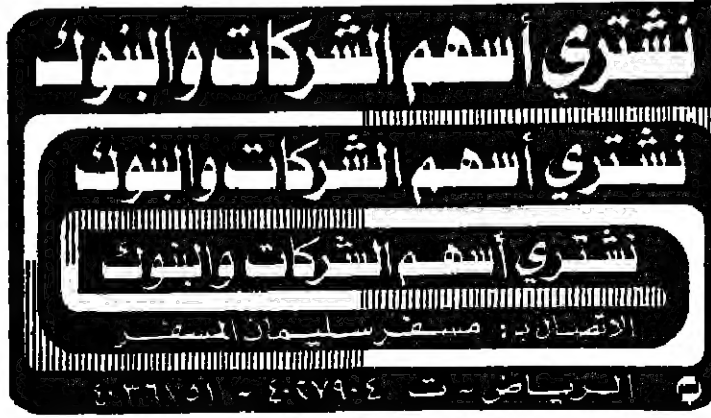 نشتري أسهم الشركات والبنوك
نشتري أسهم الشركات والبنوك
نشتري أسهم الشركات والبنوك
الاتصال بـ: مسفر سليمان المسفر
الرياض - ت ٤٠٢٧٩٠٤ -